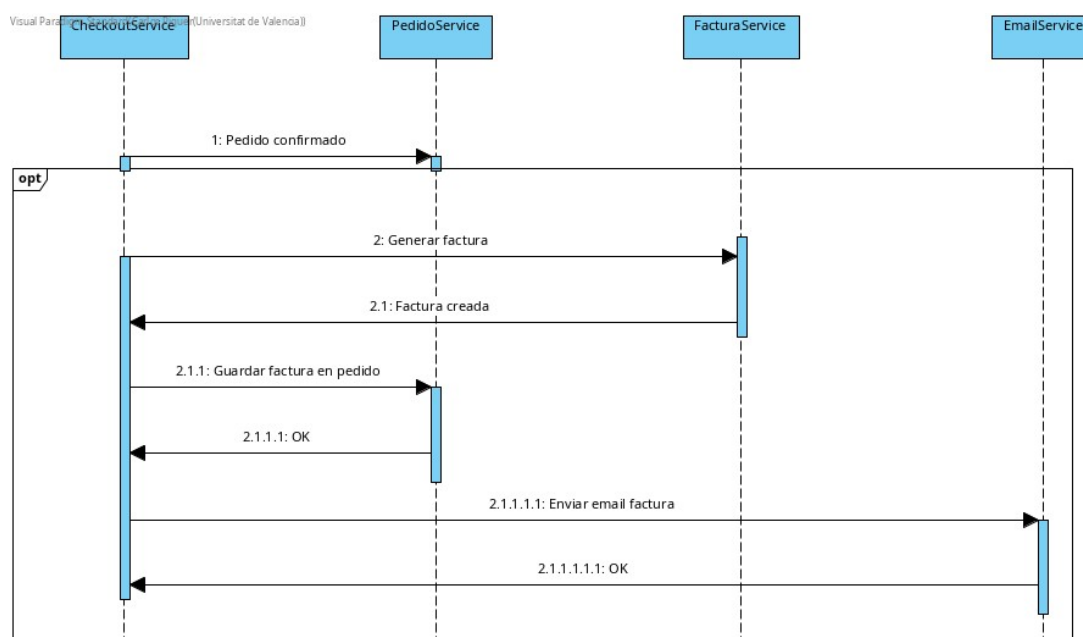 Visual Paradigm Standard(Universitat de Valencia))
CheckoutService
PedidoService
FacturaService
EmailService
1: Pedido confirmado
opt
2: Generar factura
2.1: Factura creada
2.1.1: Guardar factura en pedido
2.1.1.1: OK
2.1.1.1.1: Enviar email factura
2.1.1.1.1.1: OK